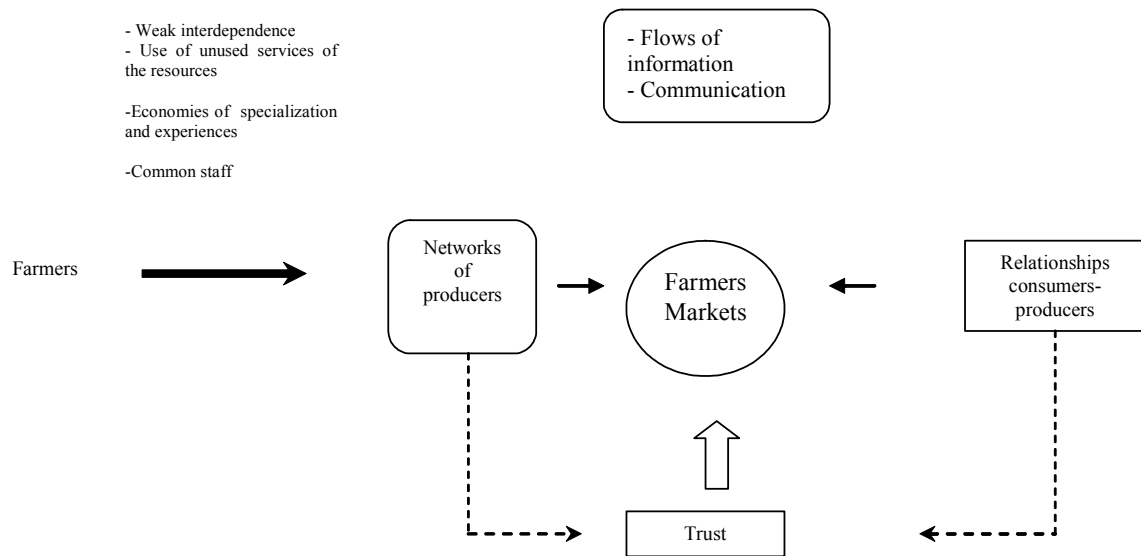 - Weak interdependence
- Use of unused services of
the resources
-Economies of specialization
and experiences
-Common staff
- Flows of
information
- Communication
Farmers
Networks
of
producers
Farmers
Markets
Relationships
consumers-
producers
Trust